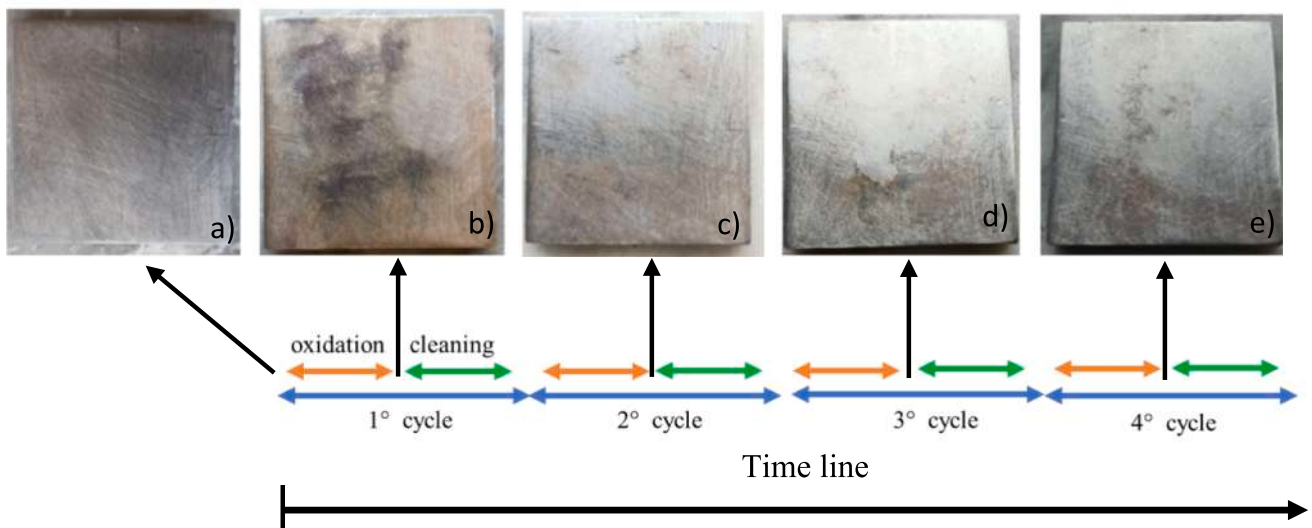 a)
b)
c)
d)
e)
oxidation
cleaning
1° cycle
2° cycle
3° cycle
4° cycle
Time line